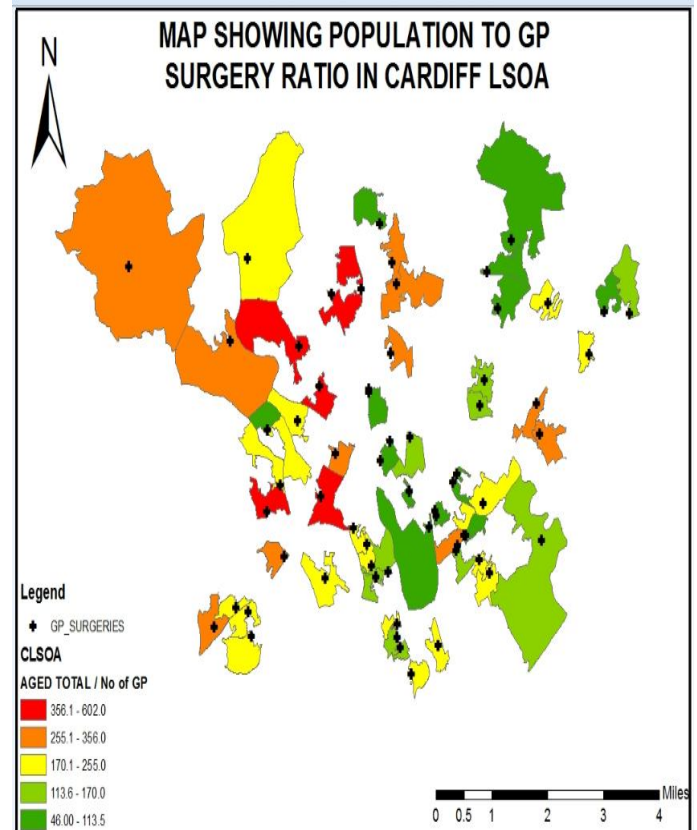 MAP SHOWING POPULATION TO GP
SURGERY RATIO IN CARDIFF LSOA
N
Legend
GP_SURGERIES
CLSOA
AGED TOTAL / No of GP
356.1 - 602.0
255.1 - 356.0
170.1 - 255.0
113.6 - 170.0
46.00 - 113.5
Miles
0 0.5 1 2 3 4